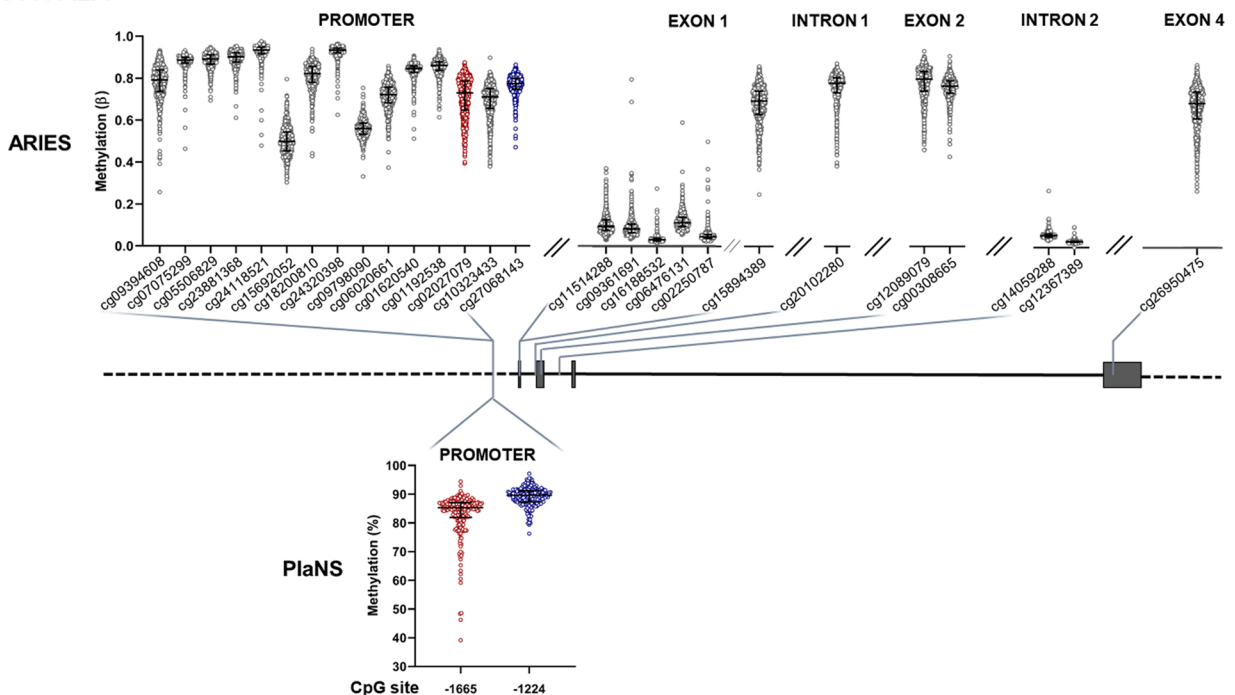 PROMOTER
EXON 1
INTRON 1
EXON 2
INTRON 2
EXON 4
ARIES
Methylation (β)
1.0
0.8
0.6
0.4
0.2
0.0
cg09394608
cg07075299
cg05506829
cg23881368
cg24118521
cg15692052
cg18200810
cg24320398
cg09798090
cg06020661
cg01620540
cg01192538
cg02027079
cg10323433
cg27068143
cg11514288
cg09361691
cg16188532
cg06476131
cg02250787
cg15894389
cg20102280
cg12089079
cg00308665
cg14059288
cg12367389
cg26950475
PROMOTER
PlaNS
Methylation (%)
100
90
80
70
60
50
40
30
CpG site
-1665
-1224